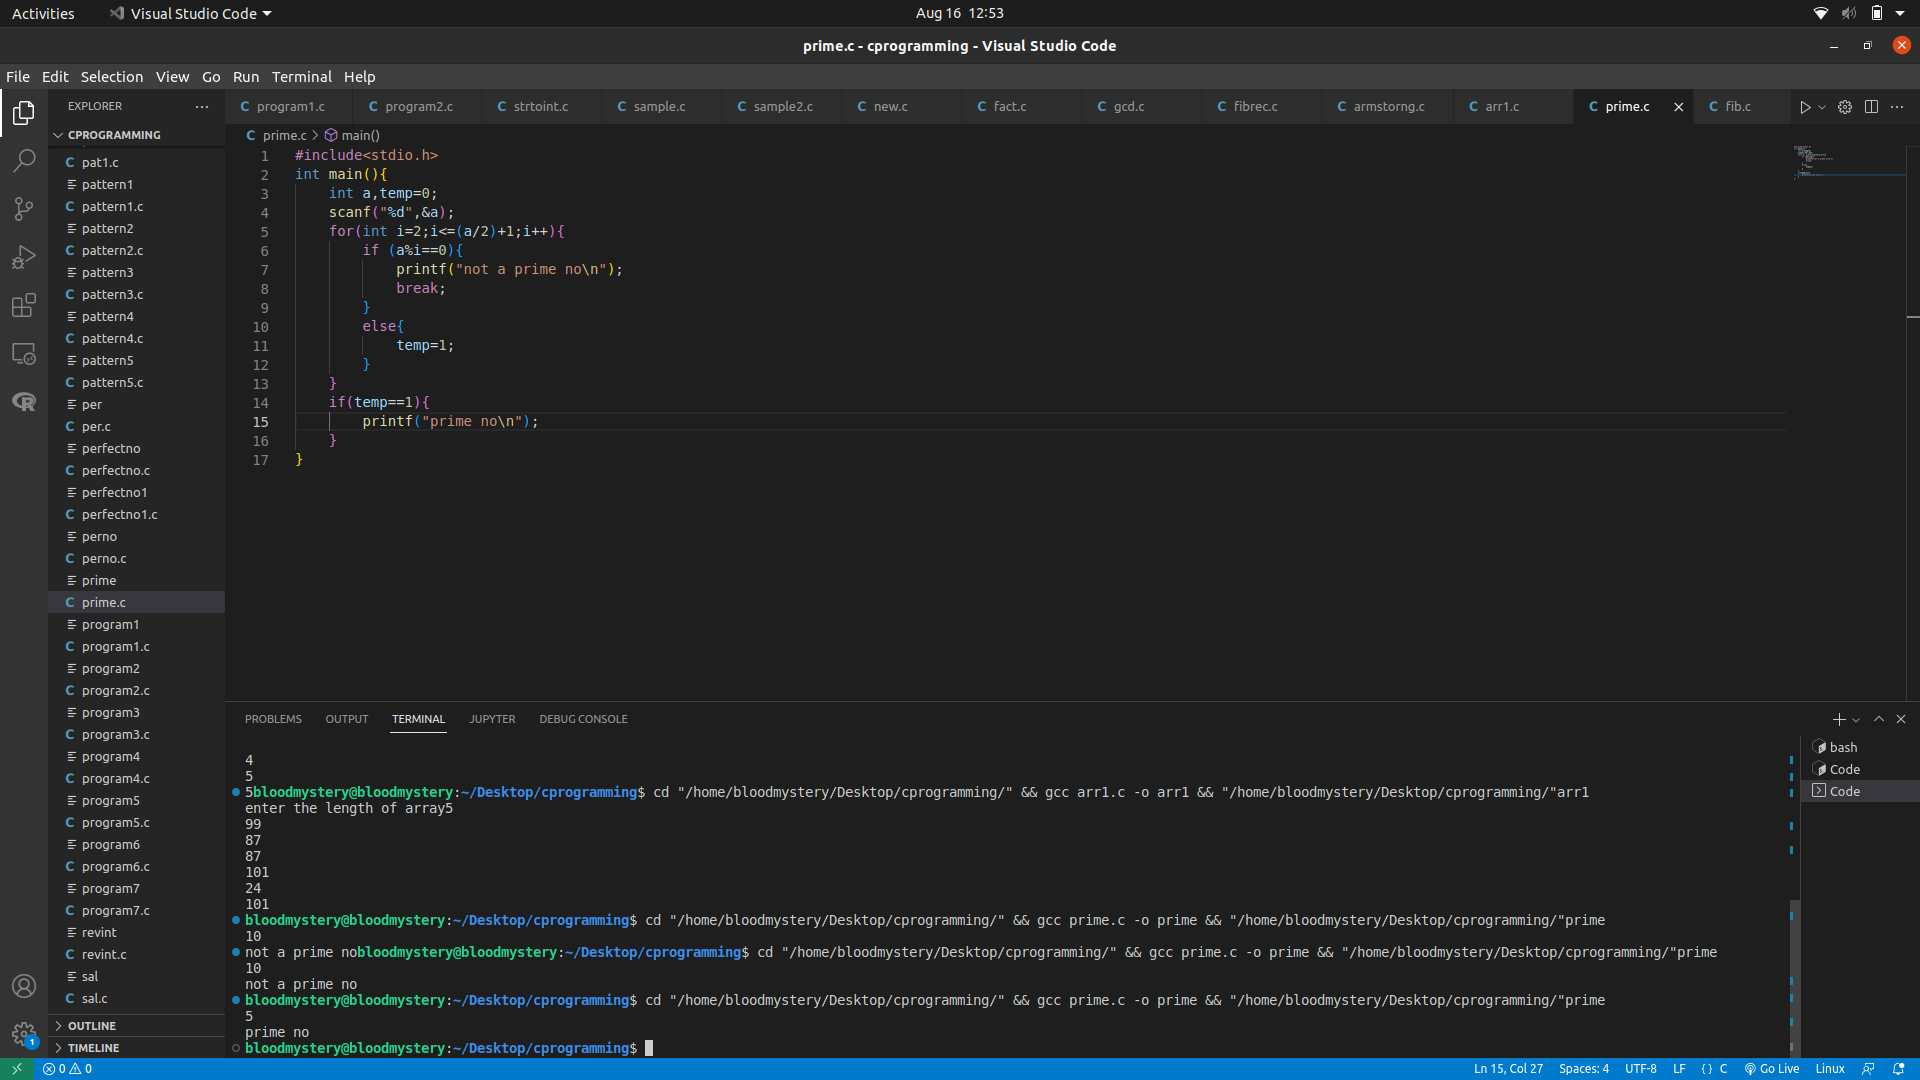 Activities Visual Studio Code Aug 16 12:53
prime.c - cprogramming - Visual Studio Code
File Edit Selection View Go Run Terminal Help
EXPLORER
CPROGRAMMING
pat1.c
pattern1
pattern1.c
pattern2
pattern2.c
pattern3
pattern3.c
pattern4
pattern4.c
pattern5
pattern5.c
per
per.c
perfectno
perfectno.c
perfectno1
perfectno1.c
perno
perno.c
prime
prime.c
program1
program1.c
program2
program2.c
program3
program3.c
program4
program4.c
program5
program5.c
program6
program6.c
program7
program7.c
revint
revint.c
sal
sal.c
OUTLINE
TIMELINE
program1.c program2.c strtoint.c sample.c sample2.c new.c fact.c gcd.c fibrec.c armstorng.c arr1.c prime.c fib.c
prime.c > main()
1 #include<stdio.h>
2 int main(){
3 int a,temp=0;
4 scanf("%d",&a);
5 for(int i=2;i<=(a/2)+1;i++){
6 if (a%i==0){
7 printf("not a prime no\n");
8 break;
9 }
10 else{
11 temp=1;
12 }
13 }
14 if(temp==1){
15 printf("prime no\n");
16 }
17 }
PROBLEMS OUTPUT TERMINAL JUPYTER DEBUG CONSOLE
4
5
5bloodmystery@bloodmystery:~/Desktop/cprogramming$ cd "/home/bloodmystery/Desktop/cprogramming/" && gcc arr1.c -o arr1 && "/home/bloodmystery/Desktop/cprogramming/"arr1
enter the length of array5
99
87
87
101
24
101
bloodmystery@bloodmystery:~/Desktop/cprogramming$ cd "/home/bloodmystery/Desktop/cprogramming/" && gcc prime.c -o prime && "/home/bloodmystery/Desktop/cprogramming/"prime
10
not a prime nobloodmystery@bloodmystery:~/Desktop/cprogramming$ cd "/home/bloodmystery/Desktop/cprogramming/" && gcc prime.c -o prime && "/home/bloodmystery/Desktop/cprogramming/"prime
10
not a prime no
bloodmystery@bloodmystery:~/Desktop/cprogramming$ cd "/home/bloodmystery/Desktop/cprogramming/" && gcc prime.c -o prime && "/home/bloodmystery/Desktop/cprogramming/"prime
5
prime no
bloodmystery@bloodmystery:~/Desktop/cprogramming$
bash
Code
Code
1
0 0 Ln 15, Col 27 Spaces: 4 UTF-8 LF {} C Go Live Linux